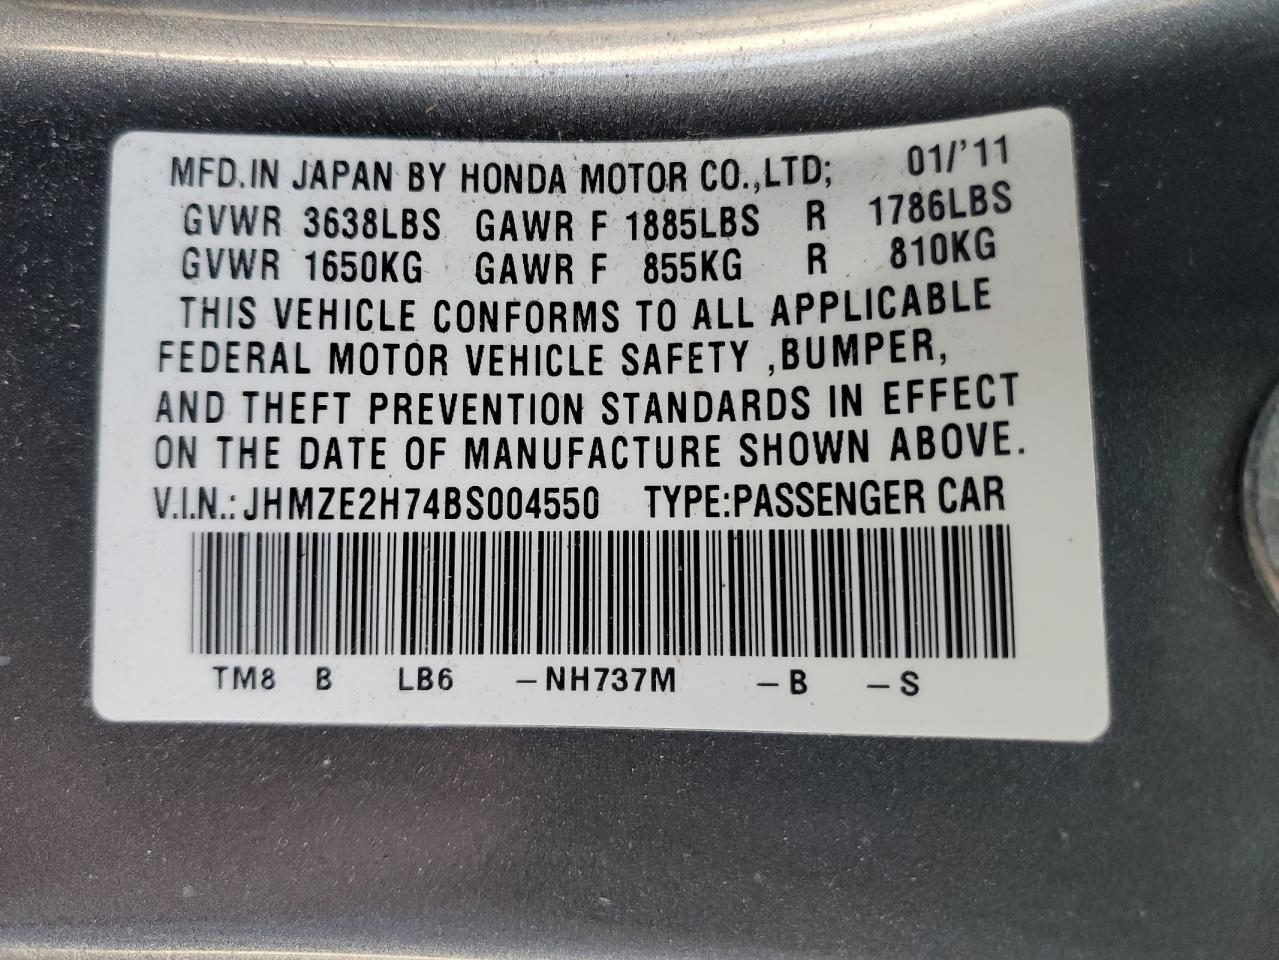 MFD.IN JAPAN BY HONDA MOTOR CO.,LTD; 01/'11
GVWR 3638LBS GAWR F 1885LBS R 1786LBS
GVWR 1650KG GAWR F 855KG R 810KG
THIS VEHICLE CONFORMS TO ALL APPLICABLE
FEDERAL MOTOR VEHICLE SAFETY ,BUMPER,
AND THEFT PREVENTION STANDARDS IN EFFECT
ON THE DATE OF MANUFACTURE SHOWN ABOVE.
V.I.N.: JHMZE2H74BS004550 TYPE:PASSENGER CAR
TM8 B LB6 –NH737M –B –S